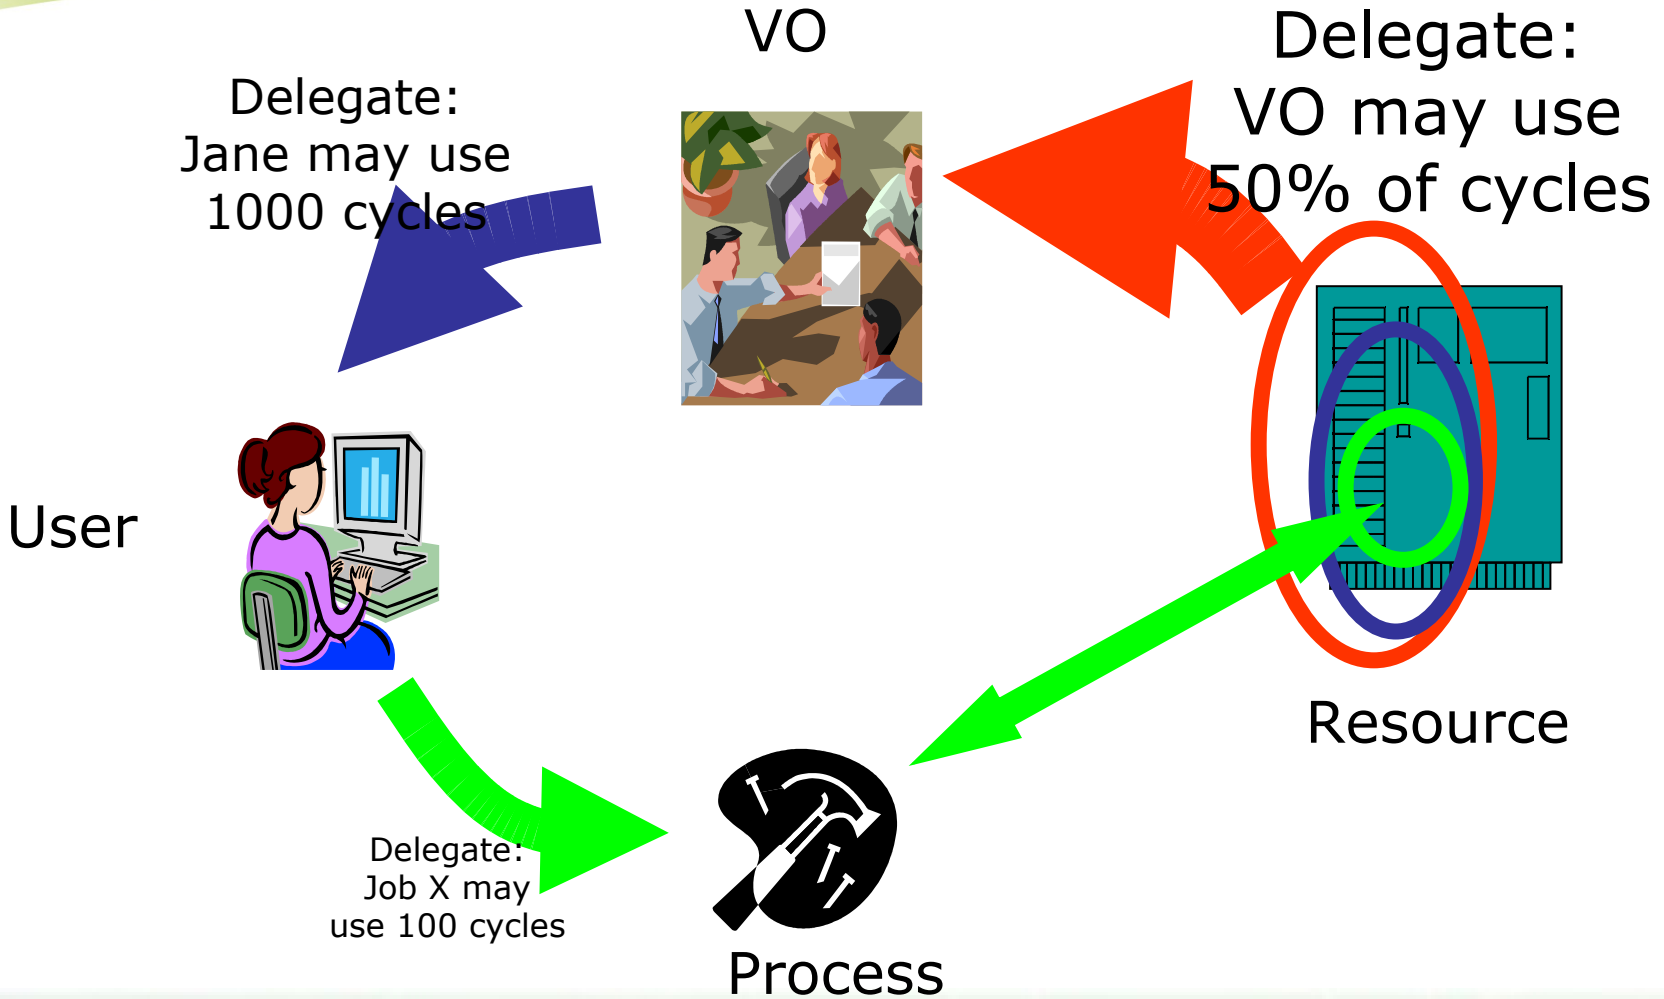 VO
Delegate:
VO may use
50% of cycles
Delegate:
Jane may use
1000 cycles
User
Resource
Delegate:
Job X may
use 100 cycles
Process